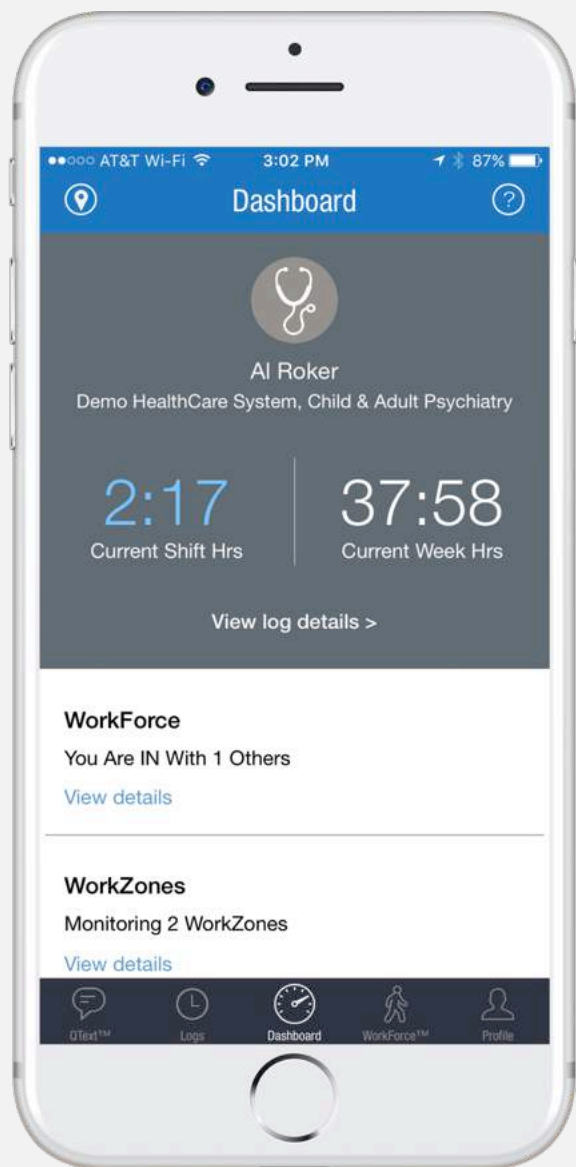 ●●○○○ AT&T Wi-Fi 3:02 PM 87%
Dashboard ?
Al Roker
Demo HealthCare System, Child & Adult Psychiatry
2:17 37:58
Current Shift Hrs Current Week Hrs
View log details >
WorkForce
You Are IN With 1 Others
View details
WorkZones
Monitoring 2 WorkZones
View details
QText™ Logs Dashboard WorkForce™ Profile